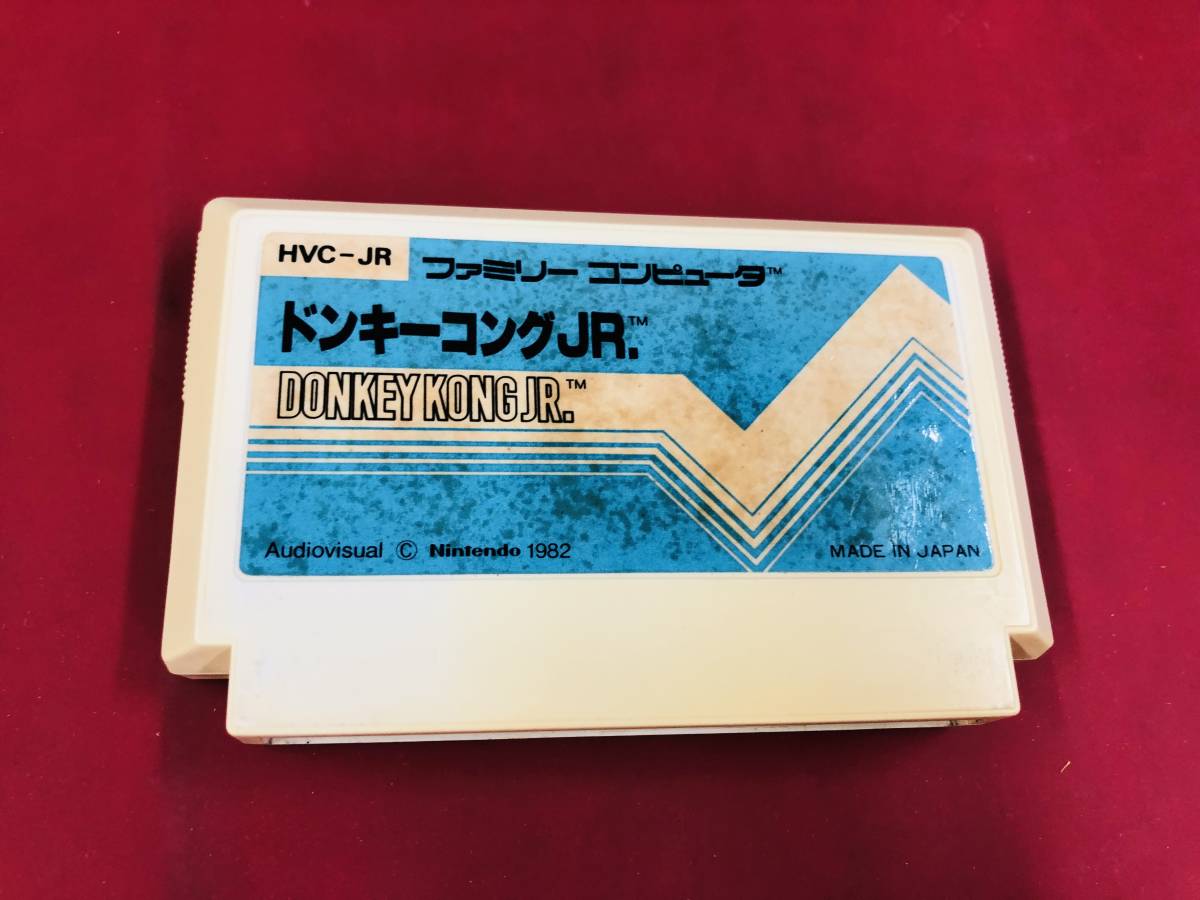 HVC-JR
ファミリー コンピュータ™
ドンキーコングJR.™
DONKEY KONG JR.™
Audiovisual © Nintendo 1982
MADE IN JAPAN